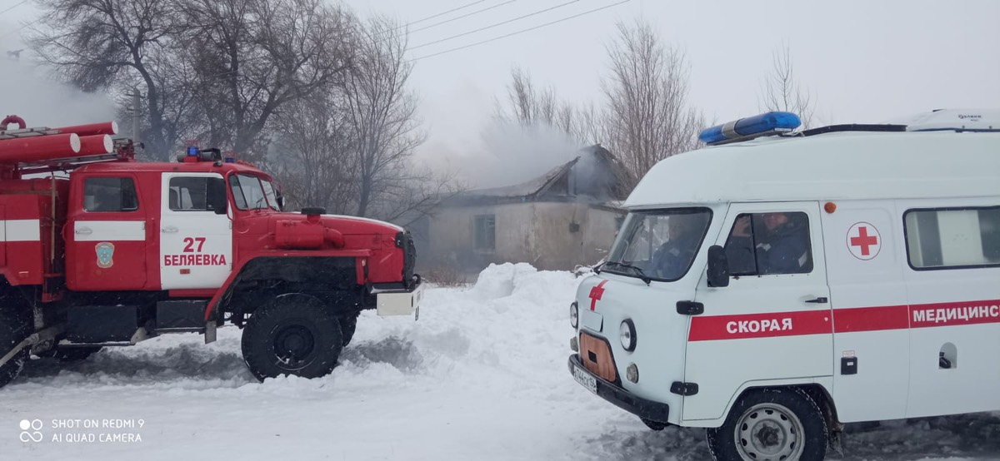 27
БЕЛЯЕВКА
СКОРАЯ
МЕДИЦИНС
SHOT ON REDMI 9
AI QUAD CAMERA